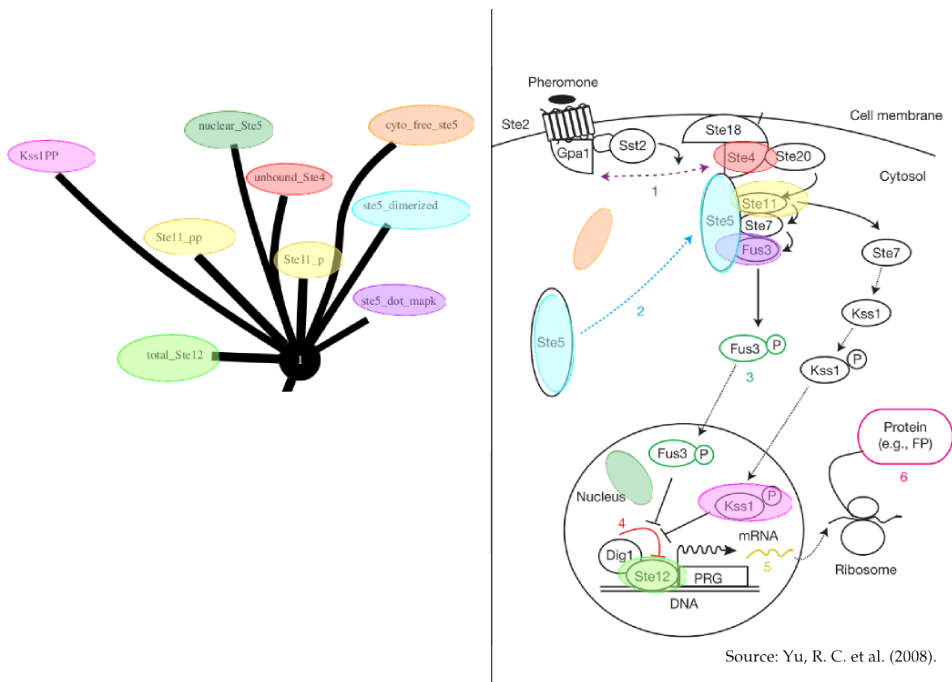 nuclear_Ste5
cyto_free_ste5
Kss1PP
unbound_Ste4
ste5_dimerized
Ste11_pp
Ste11_p
ste5_dot_mapk
total_Ste12
1
Pheromone
Ste2
Cell membrane
Ste18
Gpa1
Sst2
Ste4
Ste20
Cytosol
1
Ste11
Ste5
Ste7
Fus3
Ste7
2
Kss1
Ste5
Fus3
P
3
Kss1
P
Protein
(e.g., FP)
6
Fus3
P
Nucleus
Kss1
P
4
mRNA
Dig1
5
Ribosome
Ste12
PRG
DNA
Source: Yu, R. C. et al. (2008).